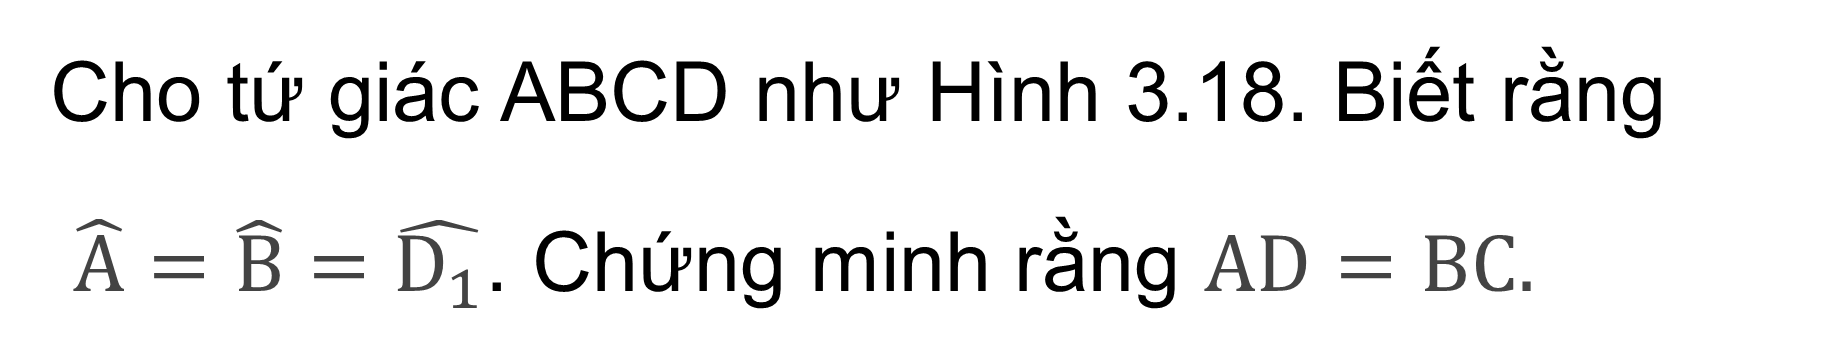 Cho tứ giác ABCD như Hình 3.18. Biết rằng
Â = B̂ = D̂₁. Chứng minh rằng AD = BC.